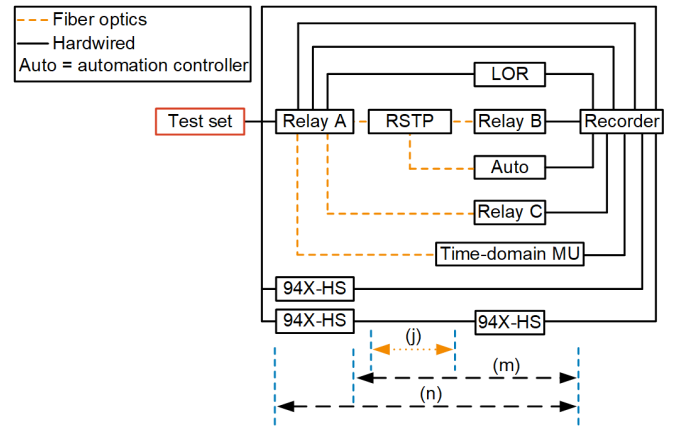 Fiber optics
Hardwired
Auto = automation controller
LOR
Test set
Relay A
RSTP
Relay B
Recorder
Auto
Relay C
Time-domain MU
94X-HS
94X-HS
94X-HS
(j)
(m)
(n)